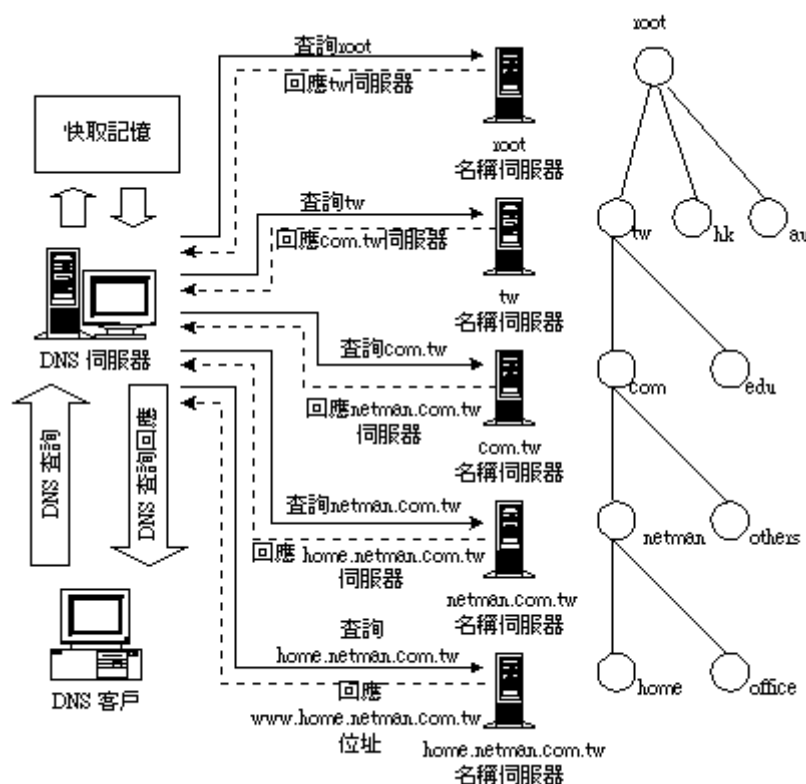 查詢root
回應tw伺服器
root
名稱伺服器
快取記憶
查詢tw
回應com.tw伺服器
tw
名稱伺服器
DNS 伺服器
查詢com.tw
回應netman.com.tw
伺服器
com.tw
名稱伺服器
DNS 查詢
DNS 查詢回應
查詢netman.com.tw
回應 home.netman.com.tw
伺服器
netman.com.tw
名稱伺服器
DNS 客戶
查詢
home.netman.com.tw
回應
www.home.netman.com.tw
位址
home.netman.com.tw
名稱伺服器
root
tw
hk
au
com
edu
netman
others
home
office